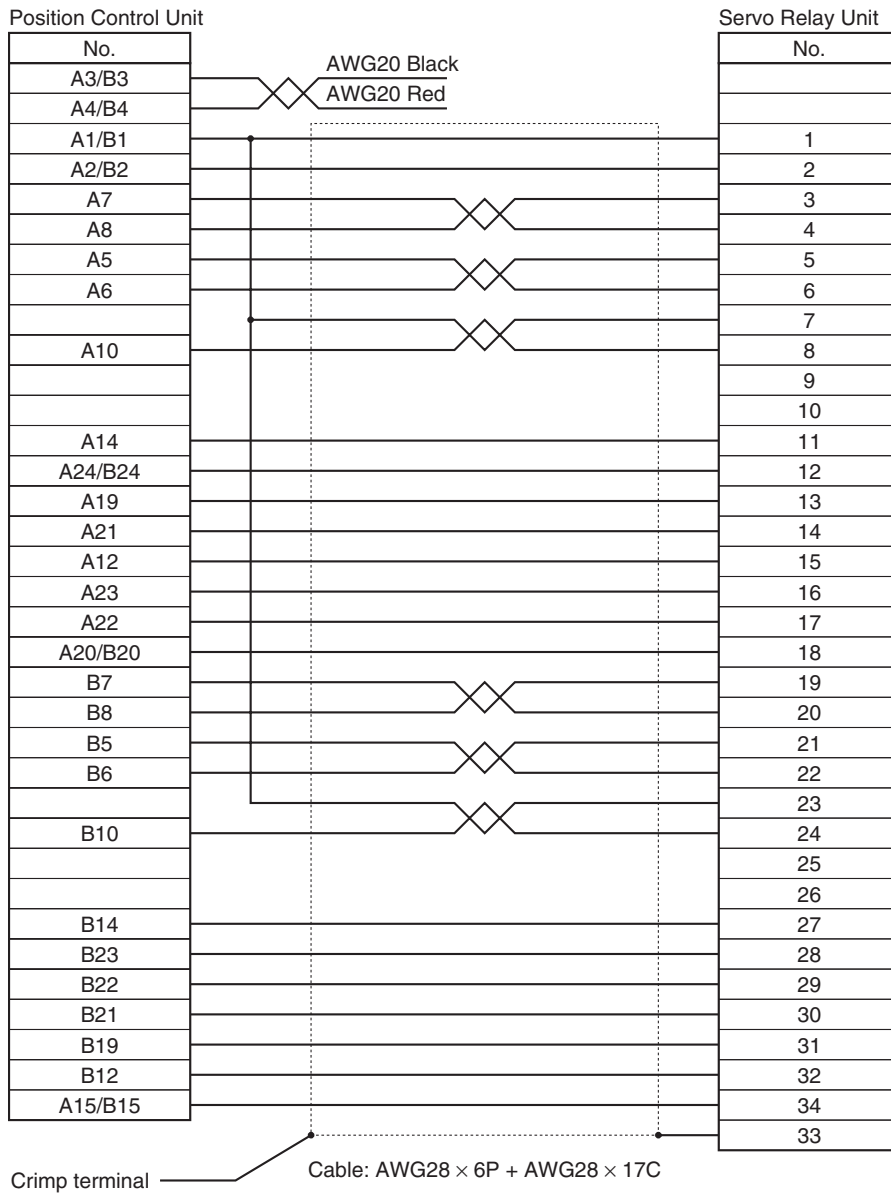 Position Control Unit Servo Relay Unit
No. No.
A3/B3 AWG20 Black
A4/B4 AWG20 Red
A1/B1 1
A2/B2 2
A7 3
A8 4
A5 5
A6 6
7
A10 8
9
10
A14 11
A24/B24 12
A19 13
A21 14
A12 15
A23 16
A22 17
A20/B20 18
B7 19
B8 20
B5 21
B6 22
23
B10 24
25
26
B14 27
B23 28
B22 29
B21 30
B19 31
B12 32
A15/B15 34
33
Crimp terminal Cable: AWG28 × 6P + AWG28 × 17C